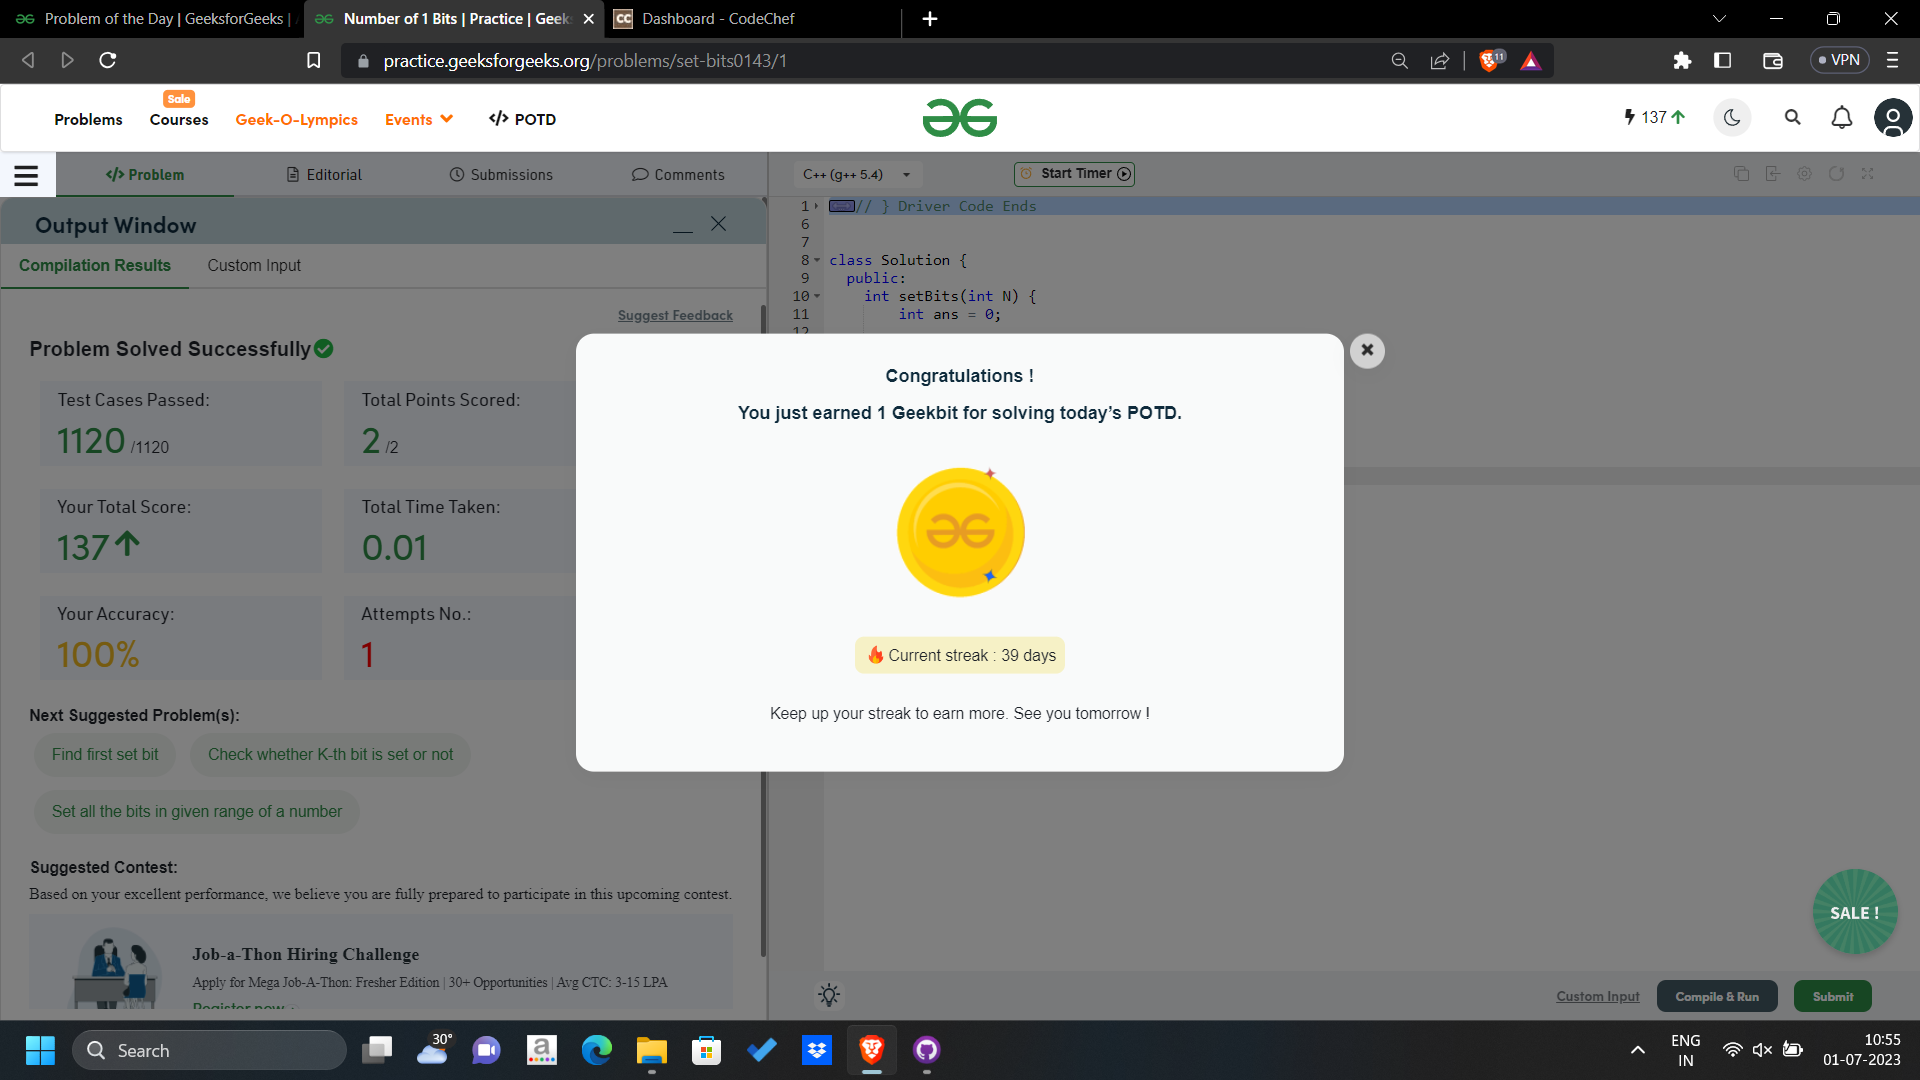 Problem of the Day | GeeksforGeeks |
Number of 1 Bits | Practice | Geeks
CC Dashboard - CodeChef
practice.geeksforgeeks.org/problems/set-bits0143/1
11
VPN
Sale
Problems Courses Geek-O-Lympics Events </> POTD
137
</> Problem Editorial Submissions Comments
C++ (g++ 5.4) Start Timer
Output Window
Compilation Results Custom Input
Suggest Feedback
Problem Solved Successfully
Test Cases Passed:
1120 /1120
Total Points Scored:
2 /2
Your Total Score:
137
Total Time Taken:
0.01
Your Accuracy:
100%
Attempts No.:
1
Next Suggested Problem(s):
Find first set bit Check whether K-th bit is set or not
Set all the bits in given range of a number
Suggested Contest:
Based on your excellent performance, we believe you are fully prepared to participate in this upcoming contest.
Job-a-Thon Hiring Challenge
Apply for Mega Job-A-Thon: Fresher Edition | 30+ Opportunities | Avg CTC: 3-15 LPA
Register now
1 // } Driver Code Ends
6
7
8 class Solution {
9 public:
10 int setBits(int N) {
11 int ans = 0;
12
Congratulations !
You just earned 1 Geekbit for solving today’s POTD.
Current streak : 39 days
Keep up your streak to earn more. See you tomorrow !
SALE !
Custom Input Compile & Run Submit
Search
30°
a
ENG
IN
10:55
01-07-2023